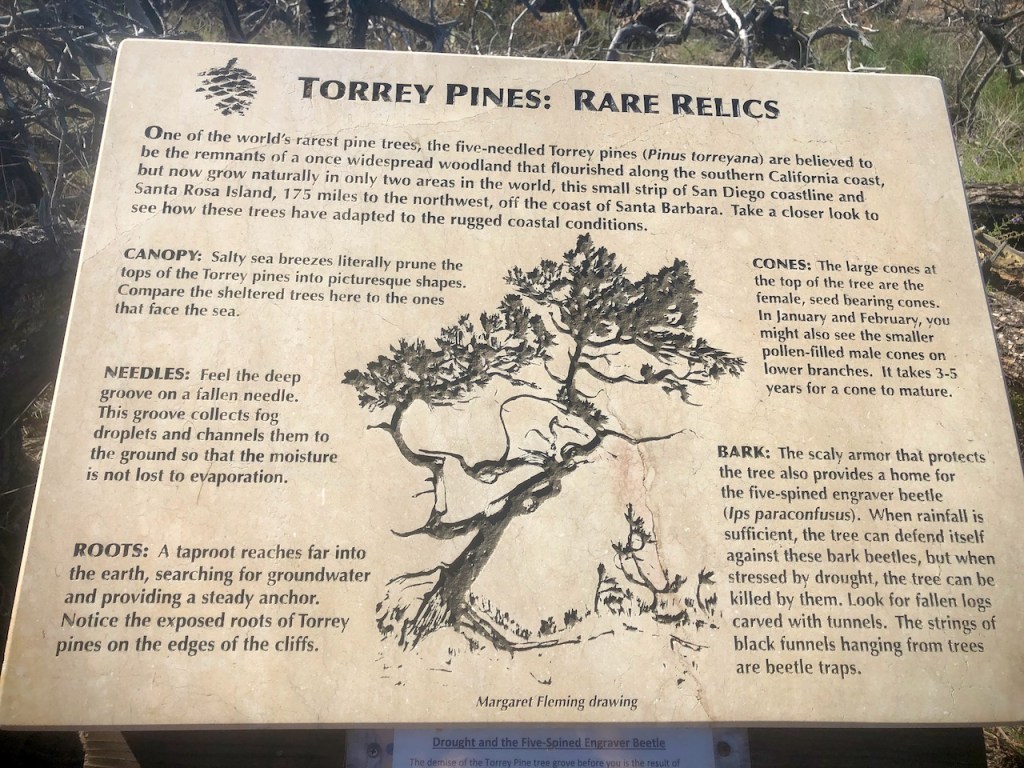 TORREY PINES: RARE RELICS
One of the world's rarest pine trees, the five-needled Torrey pines (Pinus torreyana) are believed to
be the remnants of a once widespread woodland that flourished along the southern California coast,
but now grow naturally in only two areas in the world, this small strip of San Diego coastline and
Santa Rosa Island, 175 miles to the northwest, off the coast of Santa Barbara. Take a closer look to
see how these trees have adapted to the rugged coastal conditions.
CANOPY: Salty sea breezes literally prune the
tops of the Torrey pines into picturesque shapes.
Compare the sheltered trees here to the ones
that face the sea.
NEEDLES: Feel the deep
groove on a fallen needle.
This groove collects fog
droplets and channels them to
the ground so that the moisture
is not lost to evaporation.
ROOTS: A taproot reaches far into
the earth, searching for groundwater
and providing a steady anchor.
Notice the exposed roots of Torrey
pines on the edges of the cliffs.
CONES: The large cones at
the top of the tree are the
female, seed bearing cones.
In January and February, you
might also see the smaller
pollen-filled male cones on
lower branches. It takes 3-5
years for a cone to mature.
BARK: The scaly armor that protects
the tree also provides a home for
the five-spined engraver beetle
(Ips paraconfusus). When rainfall is
sufficient, the tree can defend itself
against these bark beetles, but when
stressed by drought, the tree can be
killed by them. Look for fallen logs
carved with tunnels. The strings of
black funnels hanging from trees
are beetle traps.
Margaret Fleming drawing
Drought and the Five-Spined Engraver Beetle
The demise of the Torrey Pine tree grove before you is the result of